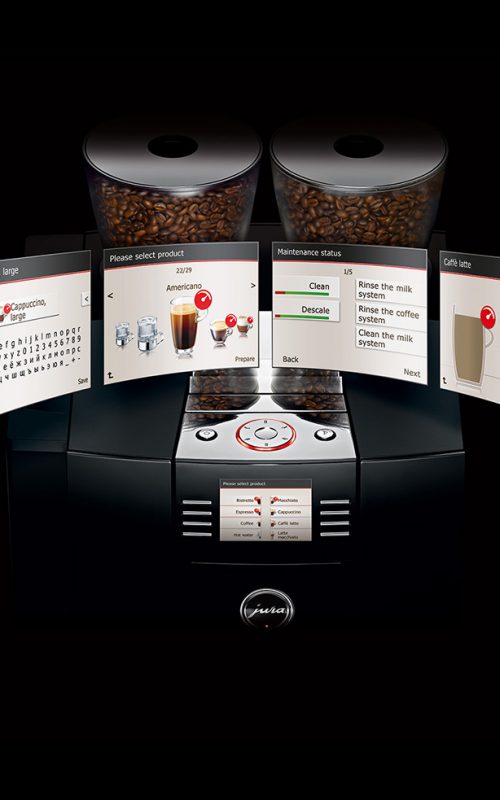 large
Cappuccino,
large
Save
Please select product
22/29
<
Americano
>
Prepare
Maintenance status
1/5
Clean
Descale
Rinse the milk
system
Rinse the coffee
system
Clean the milk
system
Back
Next
Caffè latte
Please select product
Ristretto
Macchiato
Espresso
Cappuccino
Coffee
Caffè latte
Hot water
Latte
macchiato
jura